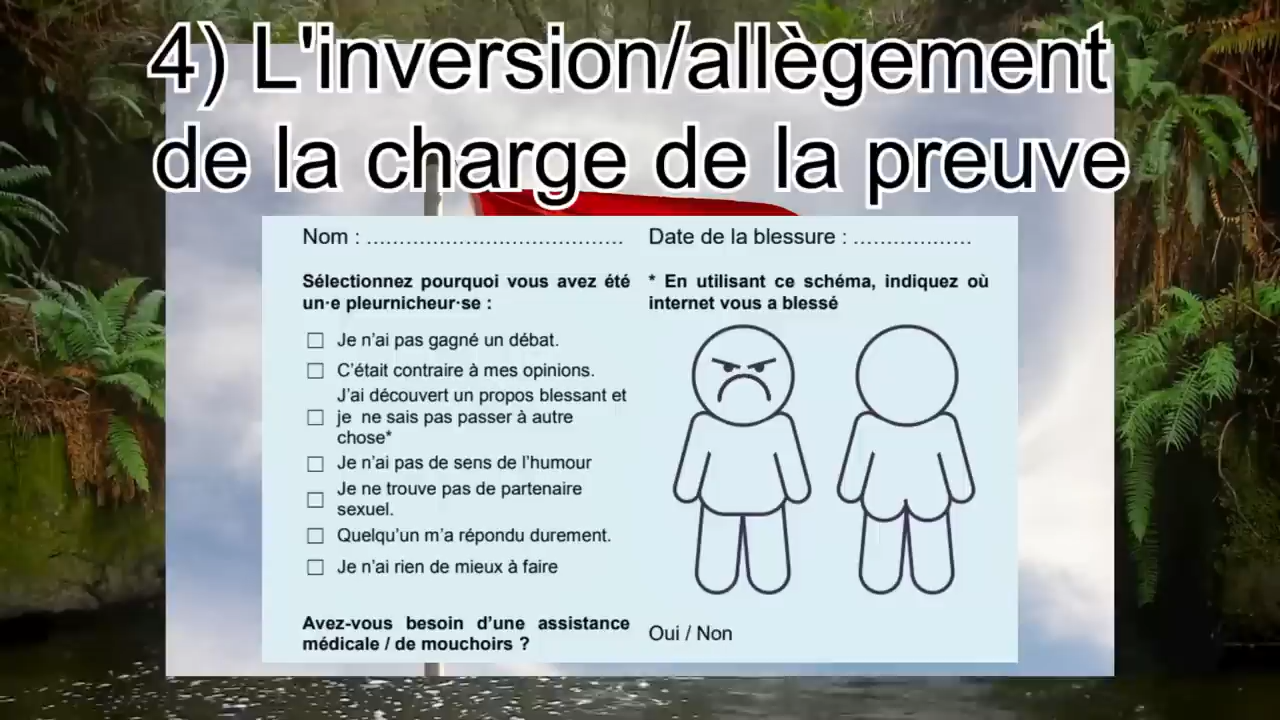 4) L'inversion/allègement
de la charge de la preuve
Nom : ..........................................
Date de la blessure : ..................
Sélectionnez pourquoi vous avez été
un·e pleurnicheur·se :
* En utilisant ce schéma, indiquez où
internet vous a blessé
Je n’ai pas gagné un débat.
C’était contraire à mes opinions.
J’ai découvert un propos blessant et
je ne sais pas passer à autre
chose*
Je n’ai pas de sens de l’humour
Je ne trouve pas de partenaire
sexuel.
Quelqu’un m’a répondu durement.
Je n’ai rien de mieux à faire
Avez-vous besoin d’une assistance
médicale / de mouchoirs ?
Oui / Non